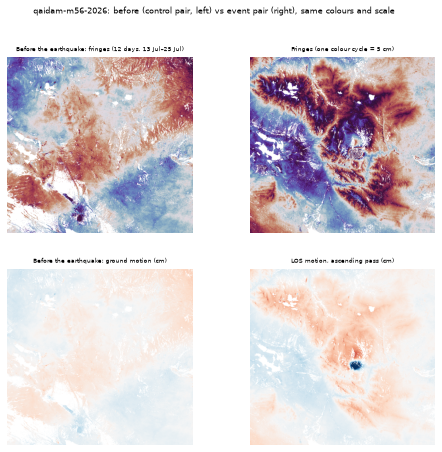 qaidam-m56-2026: before (control pair, left) vs event pair (right), same colours and scale
Before the earthquake: fringes (12 days, 13 Jul–25 Jul)
Fringes (one colour cycle = 3 cm)
Before the earthquake: ground motion (cm)
LOS motion, ascending pass (cm)